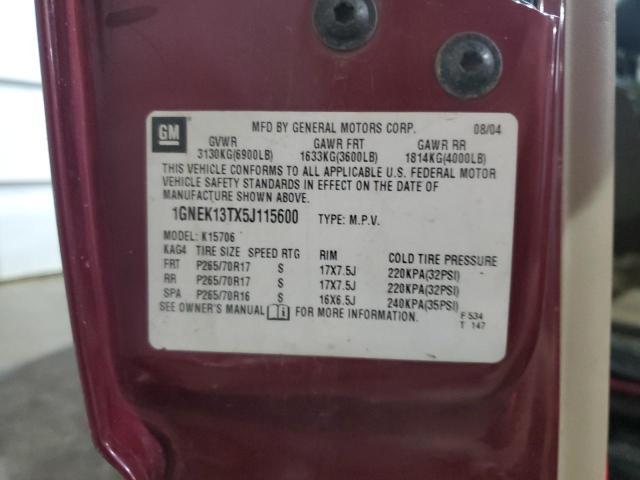 GM
MFD BY GENERAL MOTORS CORP. 08/04
GVWR GAWR FRT GAWR RR
3130KG(6900LB) 1633KG(3600LB) 1814KG(4000LB)
THIS VEHICLE CONFORMS TO ALL APPLICABLE U.S. FEDERAL MOTOR
VEHICLE SAFETY STANDARDS IN EFFECT ON THE DATE OF
MANUFACTURE SHOWN ABOVE.
1GNEK13TX5J115600 TYPE: M.P.V.
MODEL: K15706
KAG4 TIRE SIZE SPEED RTG RIM COLD TIRE PRESSURE
FRT P265/70R17 S 17X7.5J 220KPA(32PSI)
RR P265/70R17 S 17X7.5J 220KPA(32PSI)
SPA P265/70R16 S 16X6.5J 240KPA(35PSI)
SEE OWNER'S MANUAL FOR MORE INFORMATION. F 534
T 147